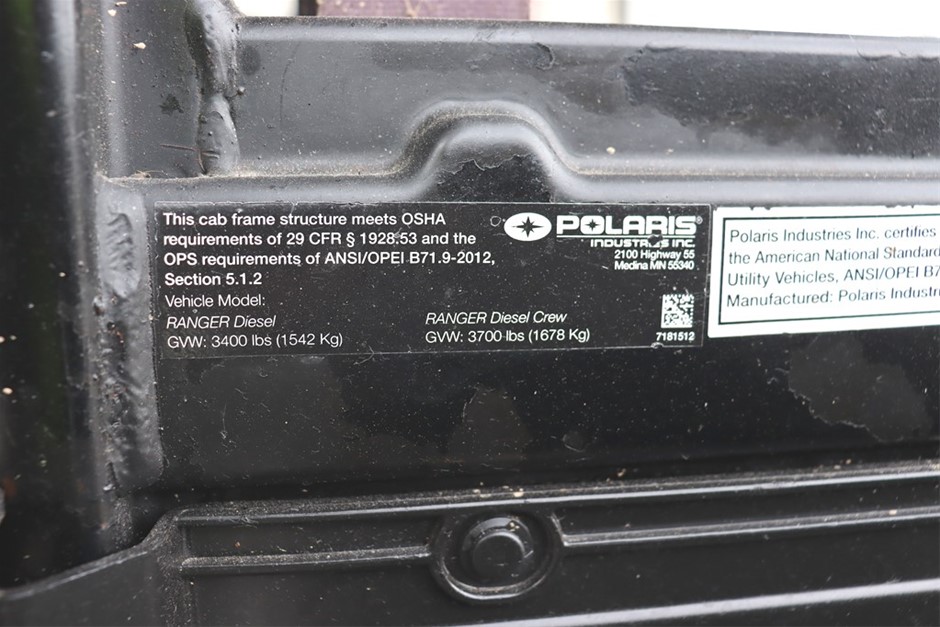 This cab frame structure meets OSHA
requirements of 29 CFR § 1928.53 and the
OPS requirements of ANSI/OPEI B71.9-2012,
Section 5.1.2
Vehicle Model:
RANGER Diesel
GVW: 3400 lbs (1542 Kg)
RANGER Diesel Crew
GVW: 3700 lbs (1678 Kg)
POLARIS®
INDUSTRIES INC.
2100 Highway 55
Medina MN 55340
7181512
Polaris Industries Inc. certifies
the American National Standard
Utility Vehicles, ANSI/OPEI B7
Manufactured: Polaris Industri